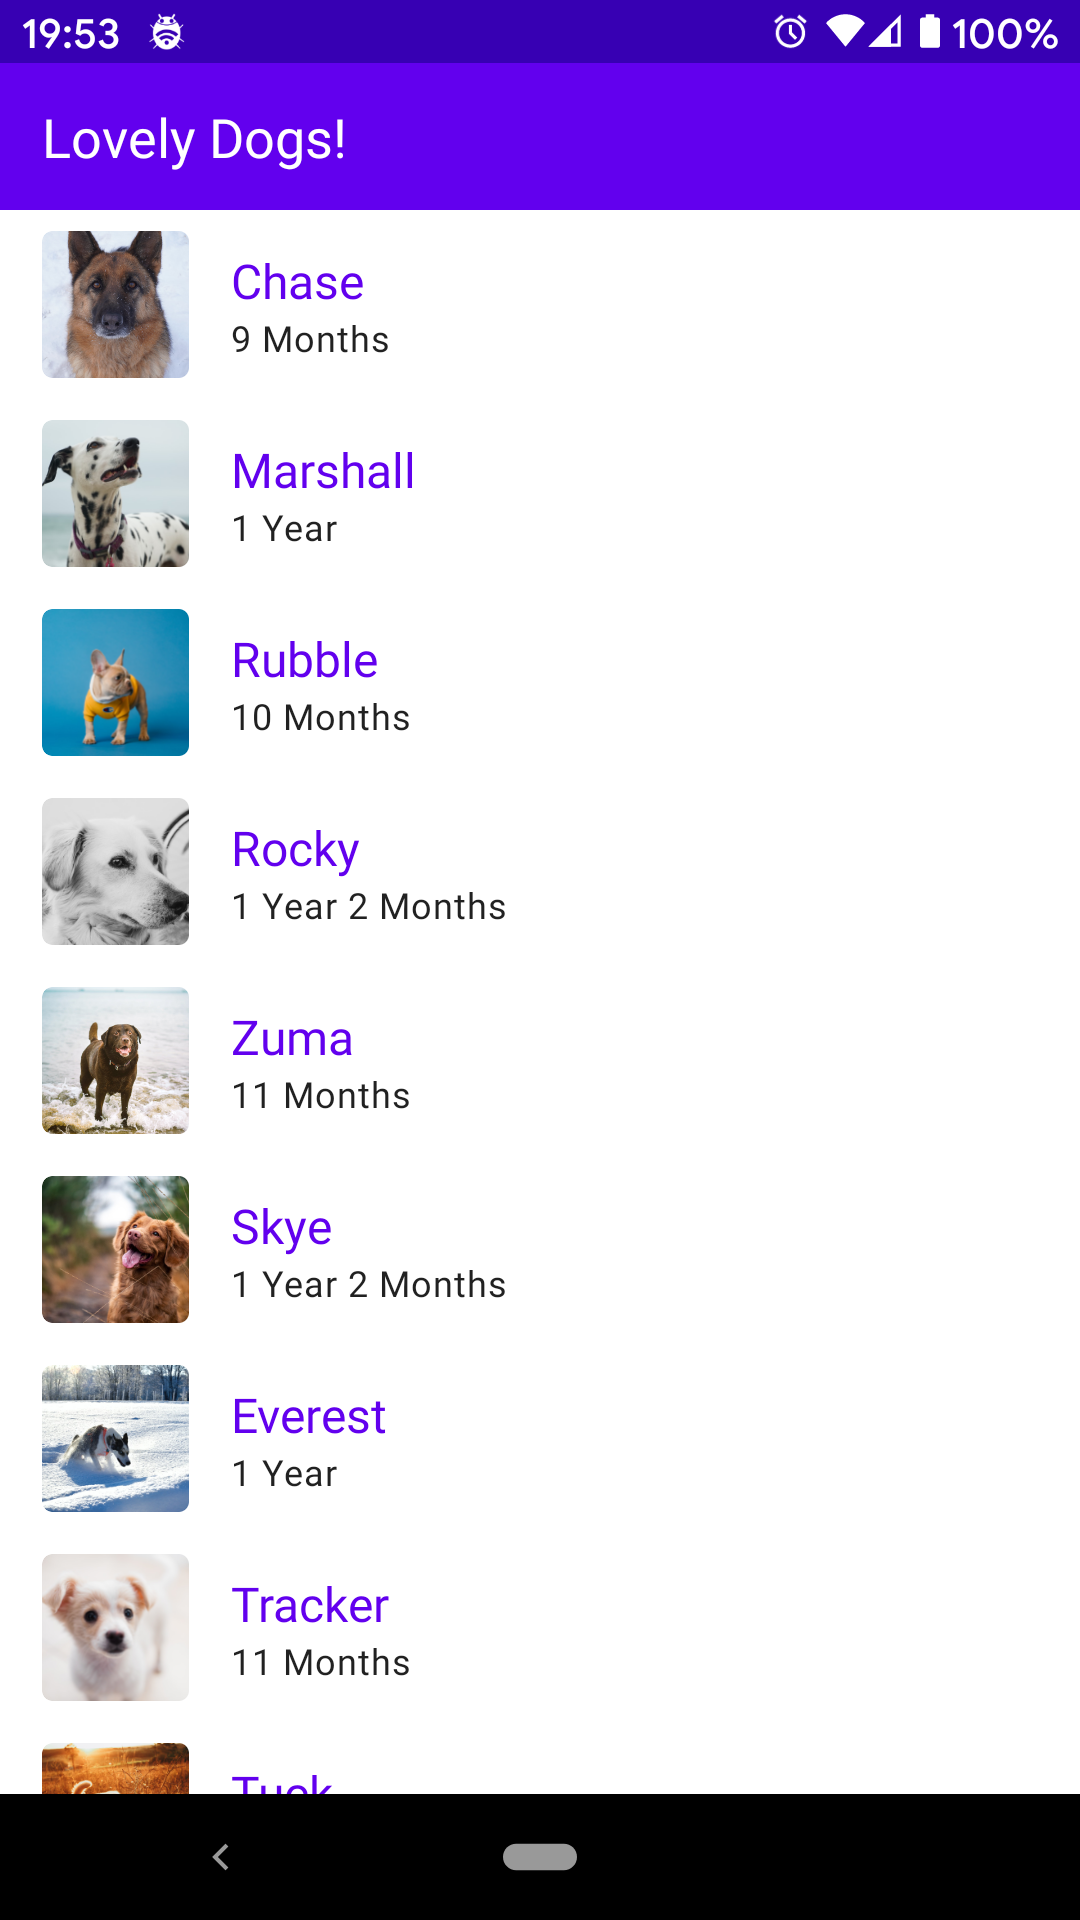 19:53
100%
Lovely Dogs!
Chase
9 Months
Marshall
1 Year
Rubble
10 Months
Rocky
1 Year 2 Months
Zuma
11 Months
Skye
1 Year 2 Months
Everest
1 Year
Tracker
11 Months
Tuck